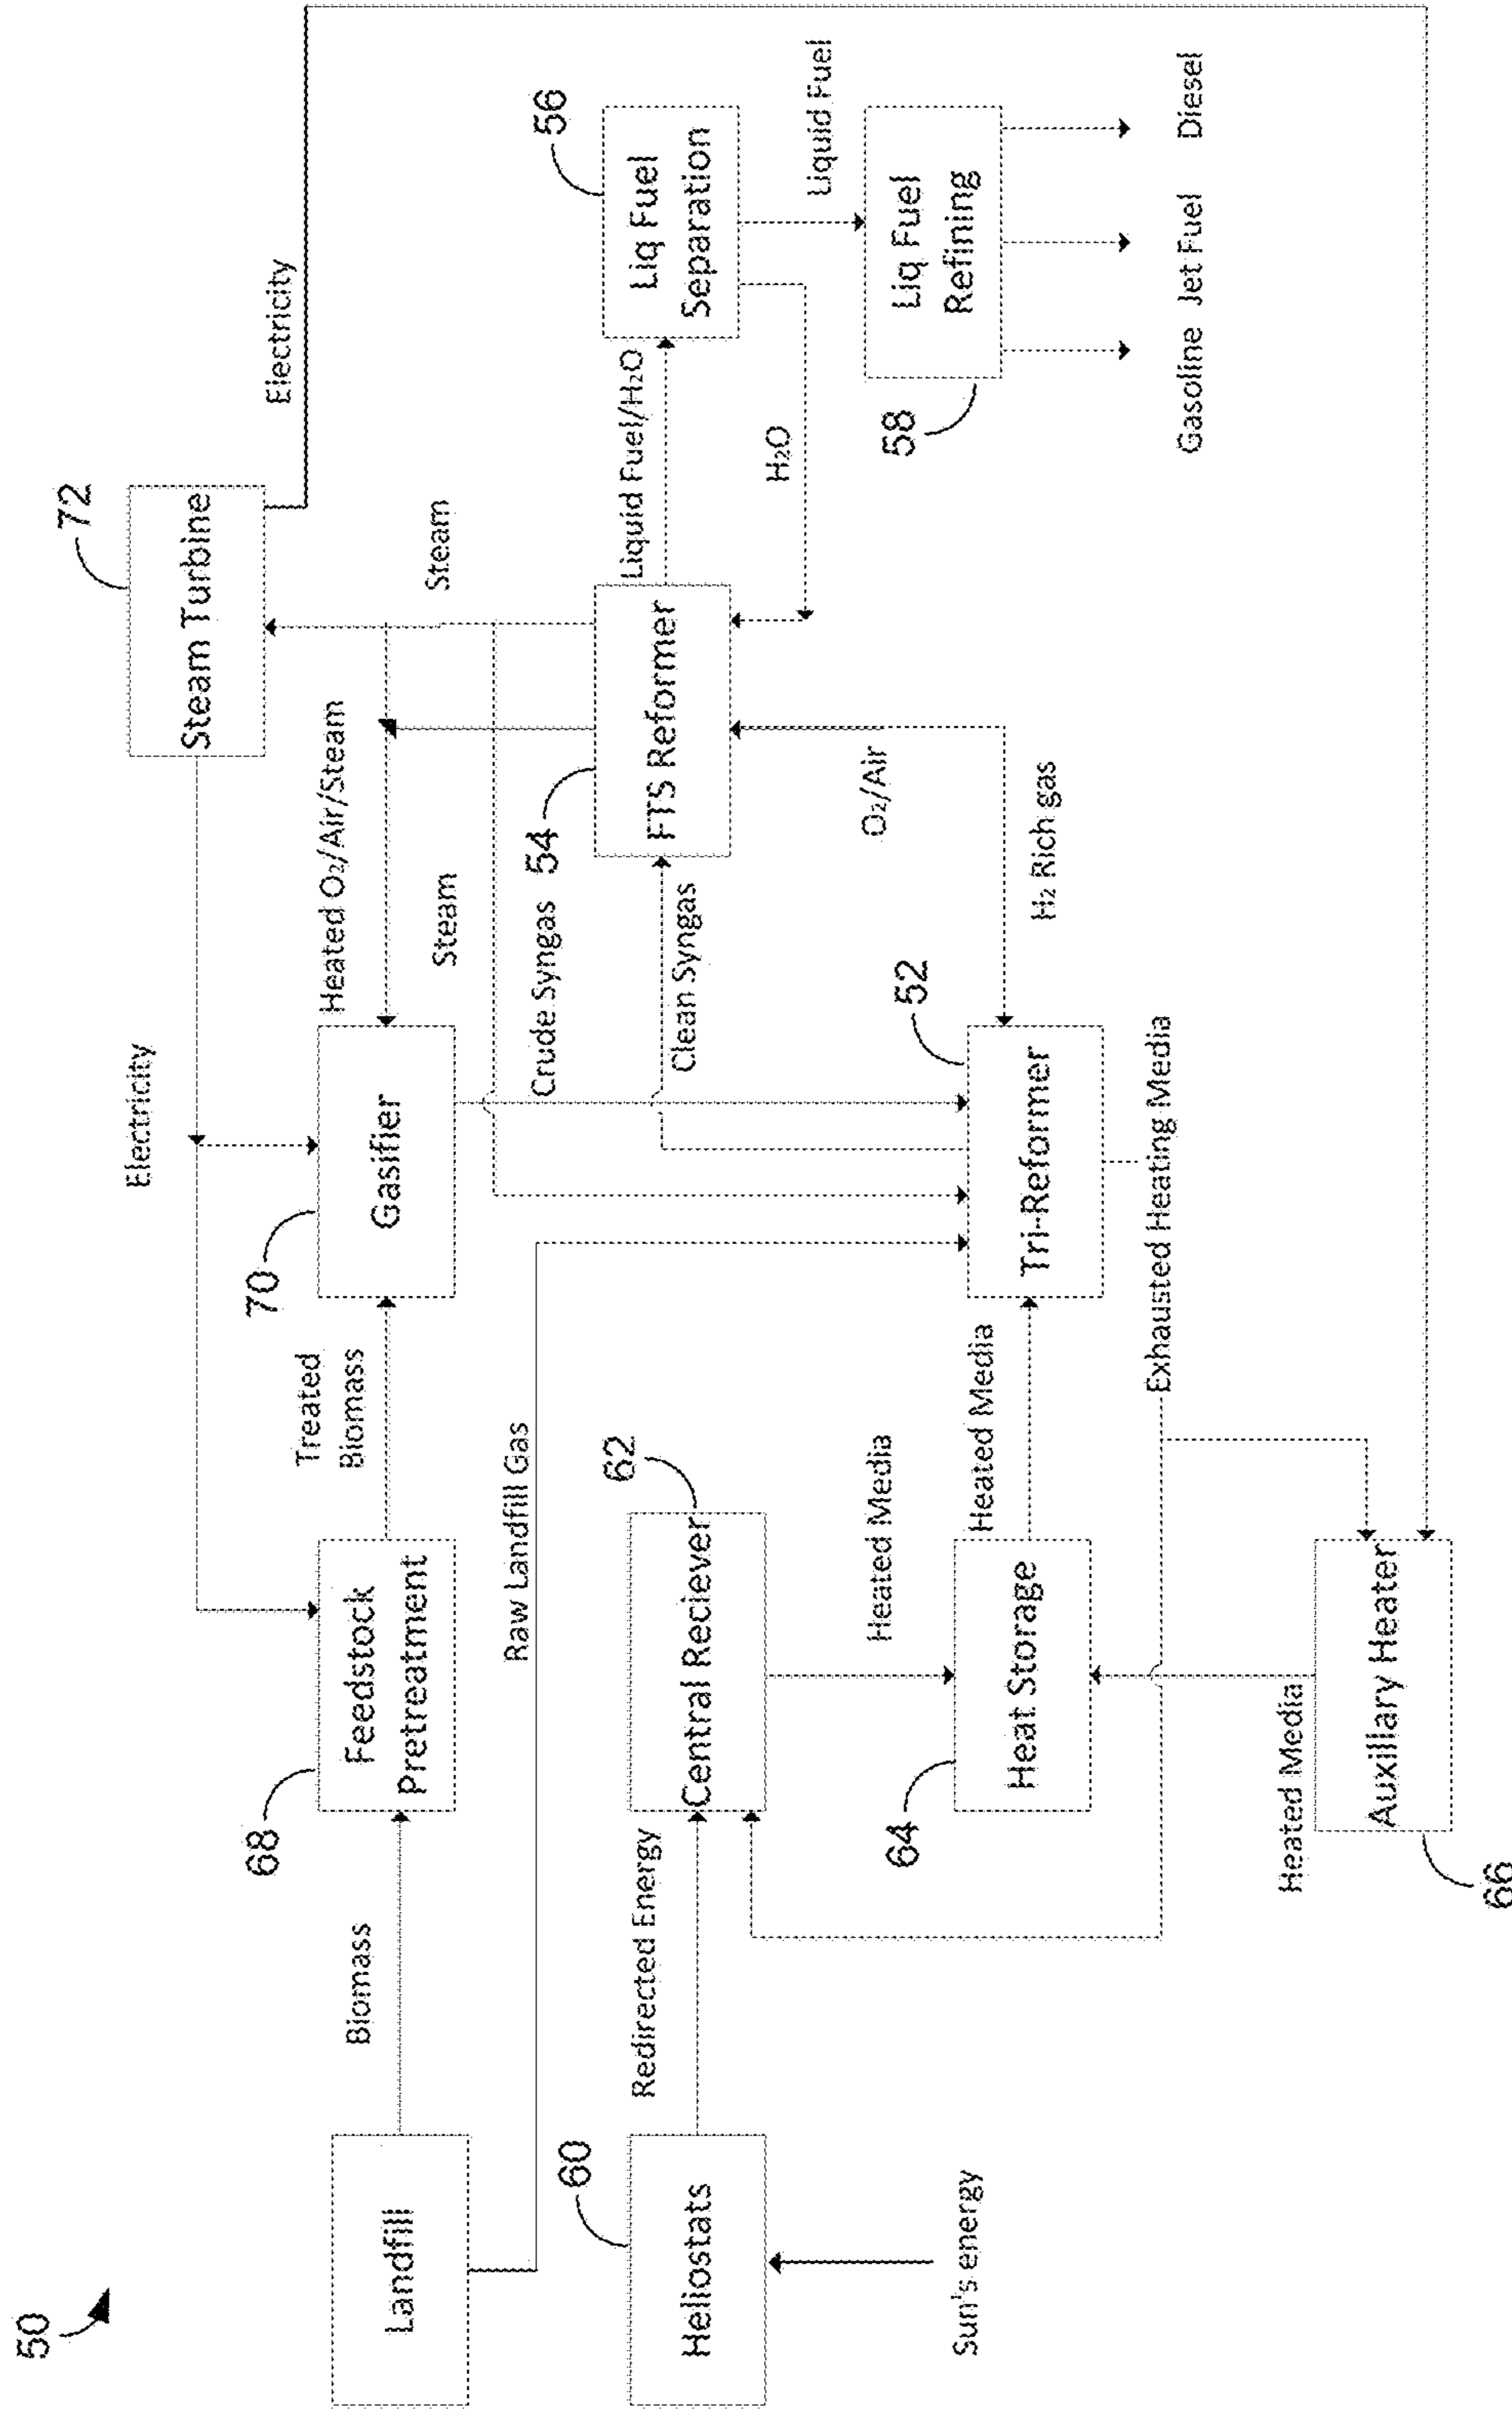 50
Landfill
Biomass
68
Feedstock
Pretreatment
Treated
Biomass
70
Gasifier
Electricity
Heated O₂/Air/Steam
72
Steam Turbine
Electricity
Raw Landfill Gas
Steam
Steam
Crude Syngas
Clean Syngas
54
FTS Reformer
Liquid Fuel/H₂O
56
Liq Fuel
Separation
H₂O
Liquid Fuel
60
Heliostats
Sun's energy
Redirected Energy
62
Central Reciever
Heated Media
64
Heat Storage
Heated Media
52
Tri-Reformer
O₂/Air
H₂ Rich gas
58
Liq Fuel
Refining
Gasoline
Jet Fuel
Diesel
Exhausted Heating Media
Heated Media
66
Auxillary Heater